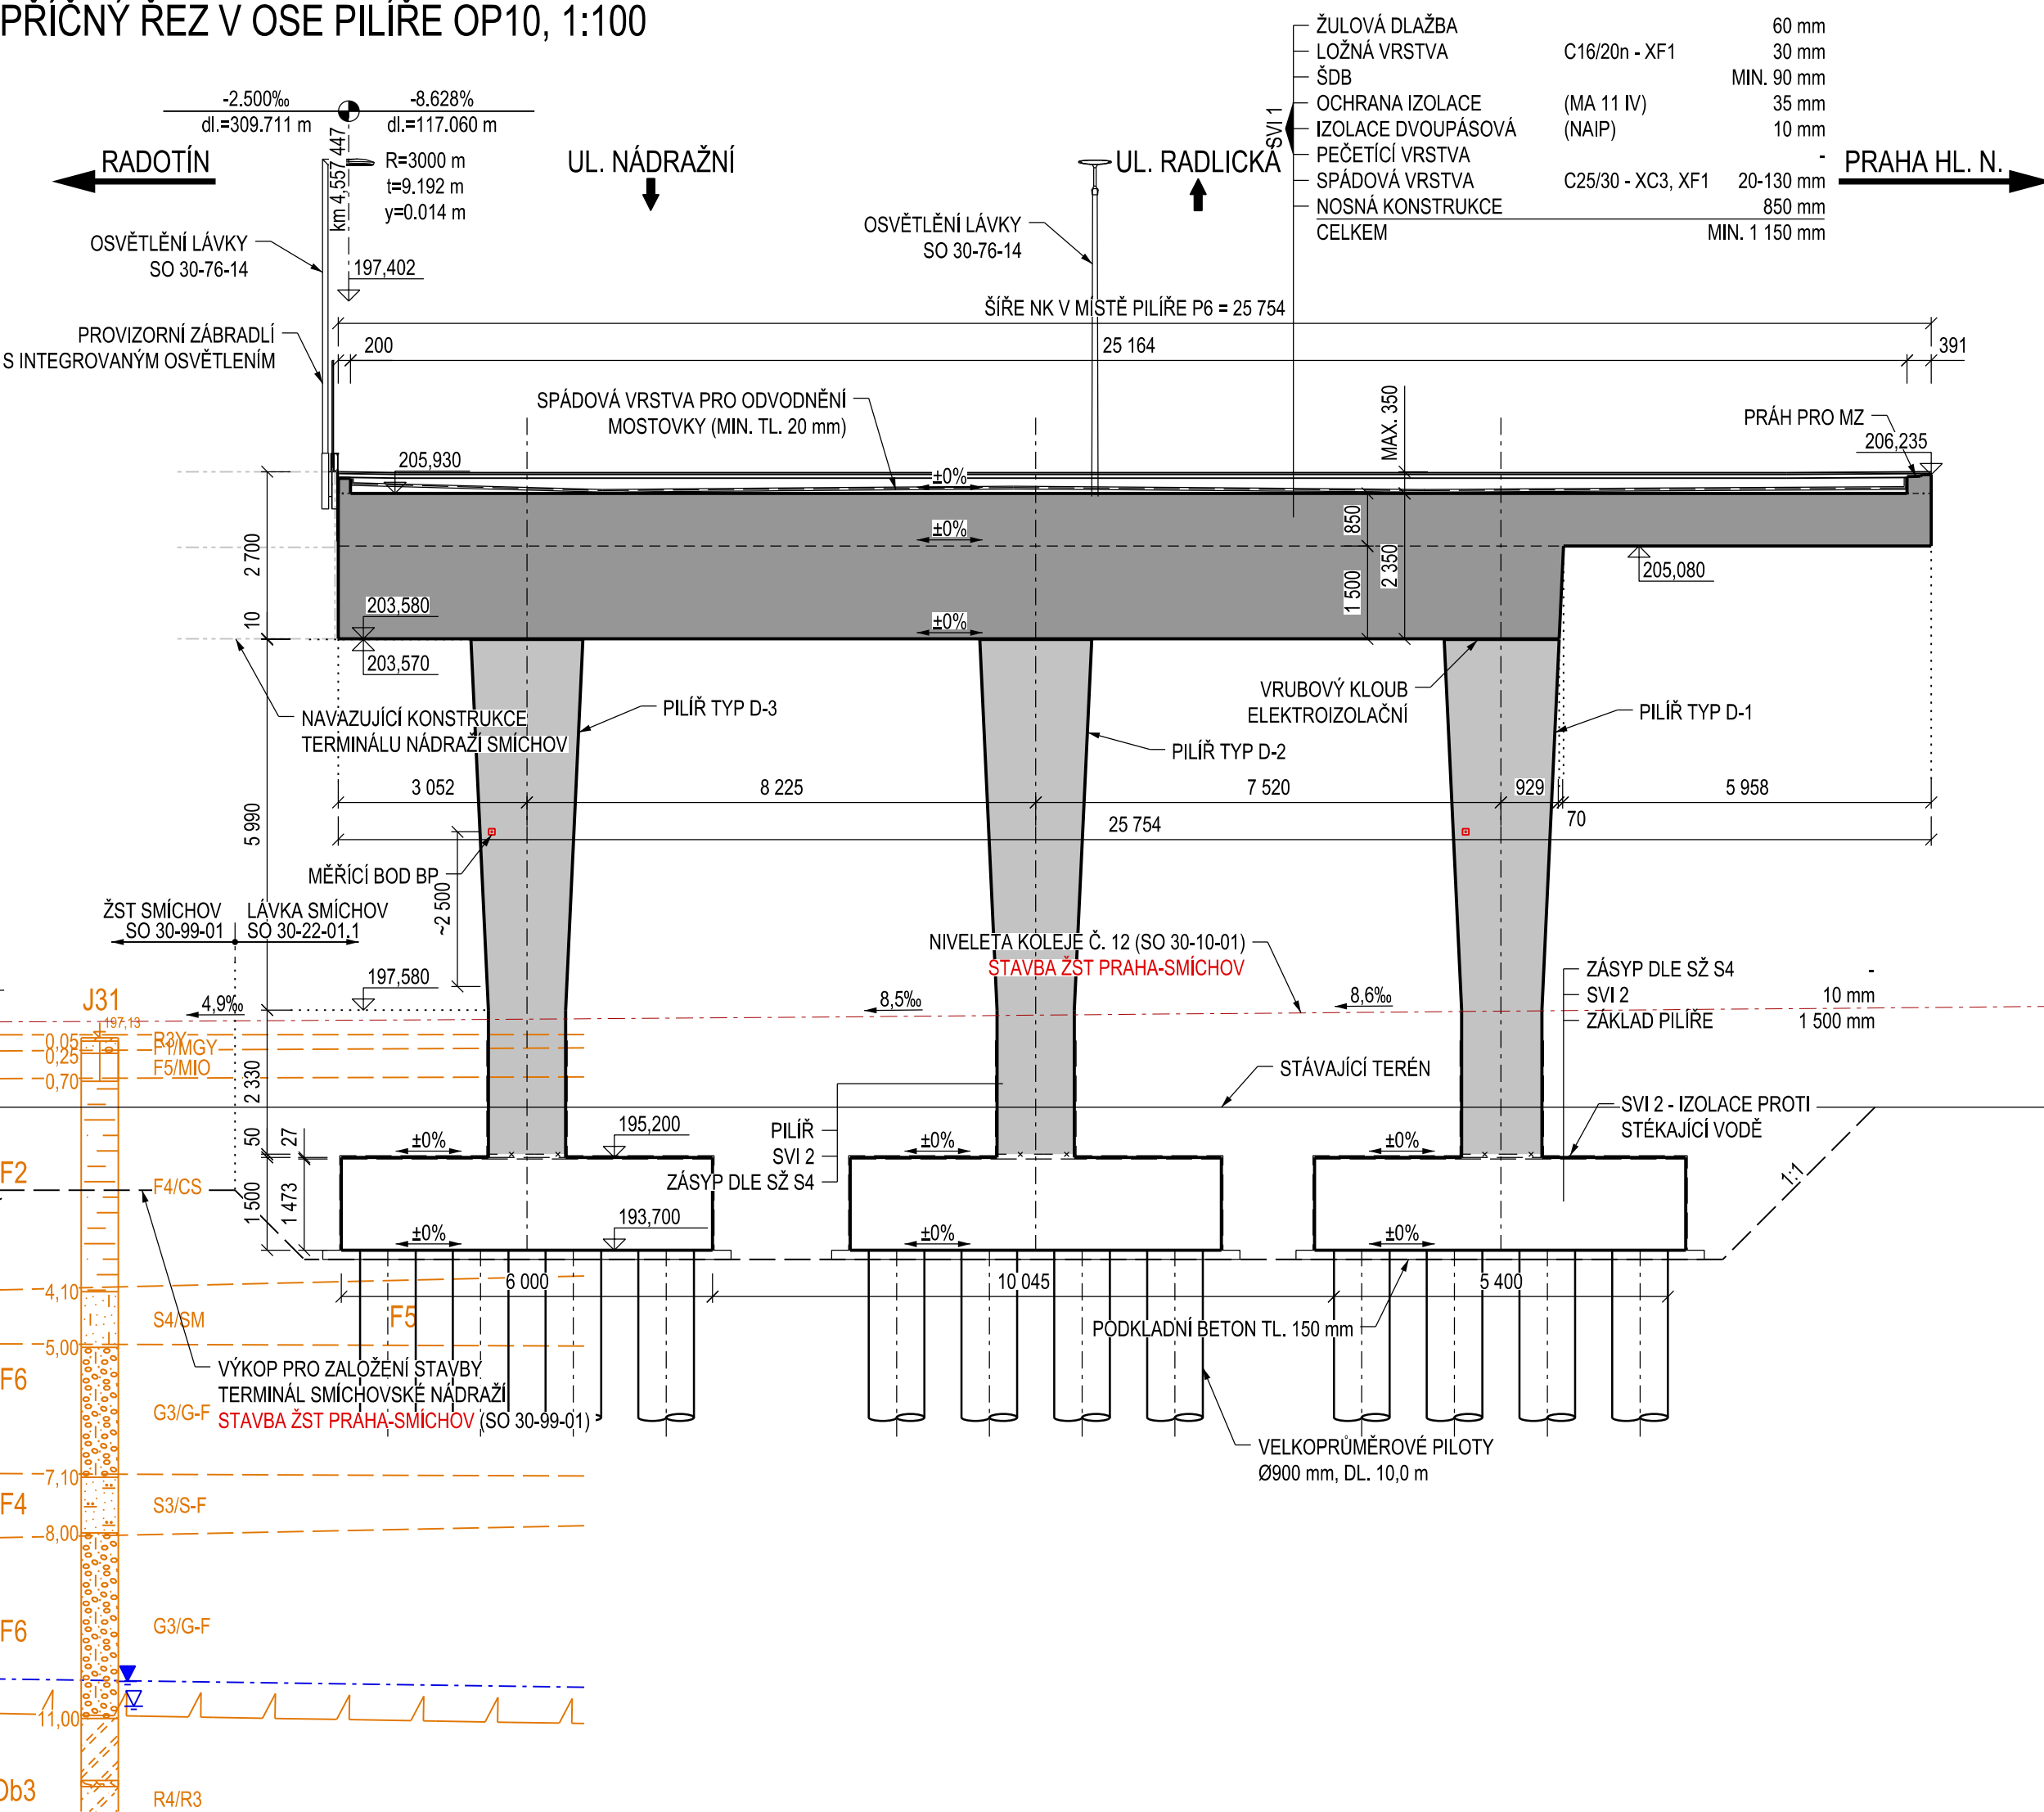 PŘÍČNÝ ŘEZ V OSE PILÍŘE OP10, 1:100
ŽULOVÁ DLAŽBA 60 mm
LOŽNÁ VRSTVA C16/20n - XF1 30 mm
ŠDB MIN. 90 mm
OCHRANA IZOLACE (MA 11 IV) 35 mm
IZOLACE DVOUPÁSOVÁ (NAIP) 10 mm
PEČETÍCÍ VRSTVA -
SPÁDOVÁ VRSTVA C25/30 - XC3, XF1 20-130 mm
NOSNÁ KONSTRUKCE 850 mm
CELKEM MIN. 1 150 mm
SVI 1
-2.500‰ -8.628%
dl.=309.711 m dl.=117.060 m
km 4,557 447
R=3000 m
t=9.192 m
y=0.014 m
RADOTÍN
UL. NÁDRAŽNÍ
UL. RADLICKÁ
PRAHA HL. N.
OSVĚTLENÍ LÁVKY
SO 30-76-14
OSVĚTLENÍ LÁVKY
SO 30-76-14
197,402
ŠÍŘE NK V MÍSTĚ PILÍŘE P6 = 25 754
PROVIZORNÍ ZÁBRADLÍ
S INTEGROVANÝM OSVĚTLENÍM
200
25 164
391
SPÁDOVÁ VRSTVA PRO ODVODNĚNÍ
MOSTOVKY (MIN. TL. 20 mm)
MAX. 350
PRÁH PRO MZ
206,235
205,930
±0%
±0%
±0%
2 700
10
850
1 500
2 350
205,080
203,580
203,570
NAVAZUJÍCÍ KONSTRUKCE
TERMINÁLU NÁDRAŽÍ SMÍCHOV
PILÍŘ TYP D-3
PILÍŘ TYP D-2
VRUBOVÝ KLOUB
ELEKTROIZOLAČNÍ
PILÍŘ TYP D-1
3 052
8 225
7 520
929
70
5 958
25 754
5 990
MĚŘÍCÍ BOD BP
~2 500
ŽST SMÍCHOV LÁVKA SMÍCHOV
SO 30-99-01 SO 30-22-01.1
197,580
NIVELETA KOLEJE Č. 12 (SO 30-10-01)
STAVBA ŽST PRAHA-SMÍCHOV
4,9‰
8,5‰
8,6‰
ZÁSYP DLE SŽ S4 -
SVI 2 10 mm
ZÁKLAD PILÍŘE 1 500 mm
J31
197,13
0,05
0,25
0,70
R3Y
F1/MGY
F5/MIO
2 330
STÁVAJÍCÍ TERÉN
SVI 2 - IZOLACE PROTI
STÉKAJÍCÍ VODĚ
50
27
±0%
195,200
PILÍŘ
SVI 2
ZÁSYP DLE SŽ S4
±0%
±0%
1:1
F2
F4/CS
1 500
1 473
±0%
193,700
±0%
±0%
6 000
10 045
5 400
4,10
S4/SM
F5
5,00
PODKLADNÍ BETON TL. 150 mm
VÝKOP PRO ZALOŽENÍ STAVBY
TERMINÁL SMÍCHOVSKÉ NÁDRAŽÍ
STAVBA ŽST PRAHA-SMÍCHOV (SO 30-99-01)
F6
G3/G-F
VELKOPRŮMĚROVÉ PILOTY
Ø900 mm, DL. 10,0 m
7,10
F4
S3/S-F
8,00
F6
G3/G-F
11,00
Ob3
R4/R3